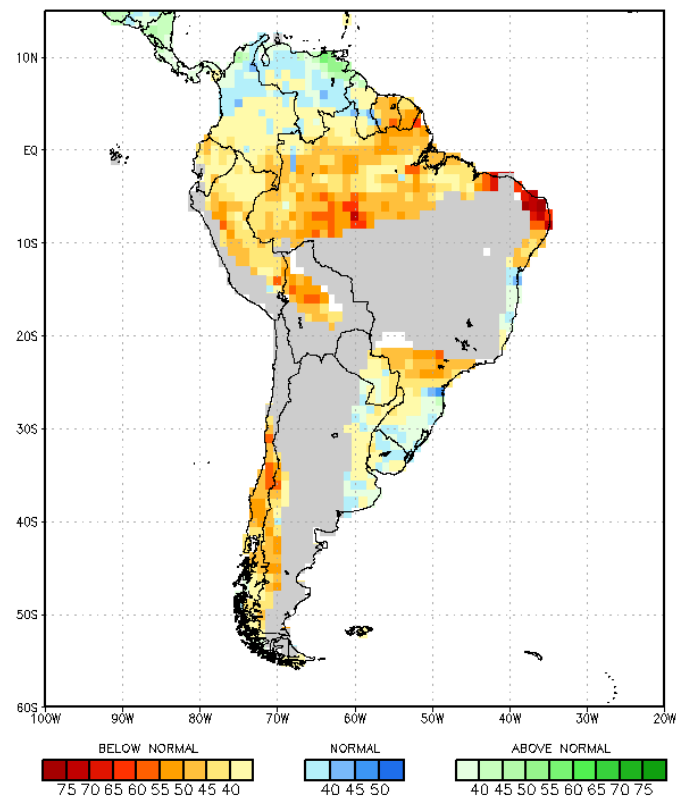 10N
EQ
10S
20S
30S
40S
50S
60S
100W 90W 80W 70W 60W 50W 40W 30W 20W
BELOW NORMAL NORMAL ABOVE NORMAL
75 70 65 60 55 50 45 40 40 45 50 40 45 50 55 60 65 70 75